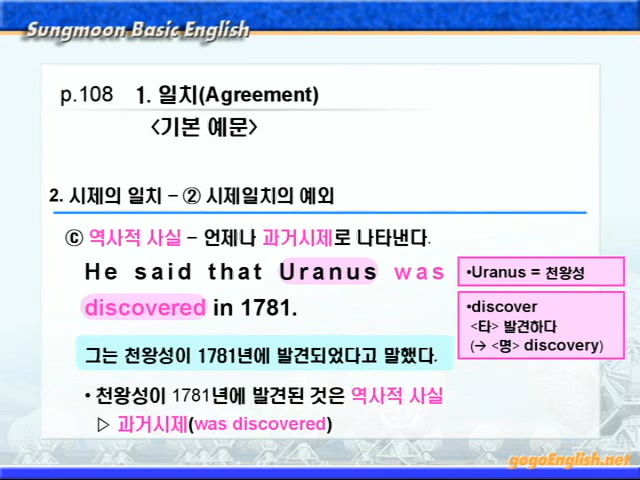 Sungmoon Basic English
p.108 1. 일치(Agreement)
<기본 예문>
2. 시제의 일치 – ② 시제일치의 예외
ⓒ 역사적 사실 – 언제나 과거시제로 나타낸다.
He said that Uranus was
discovered in 1781.
•Uranus = 천왕성
•discover
<타> 발견하다
(→ <명> discovery)
그는 천왕성이 1781년에 발견되었다고 말했다.
• 천왕성이 1781년에 발견된 것은 역사적 사실
▷ 과거시제(was discovered)
gogoEnglish.net